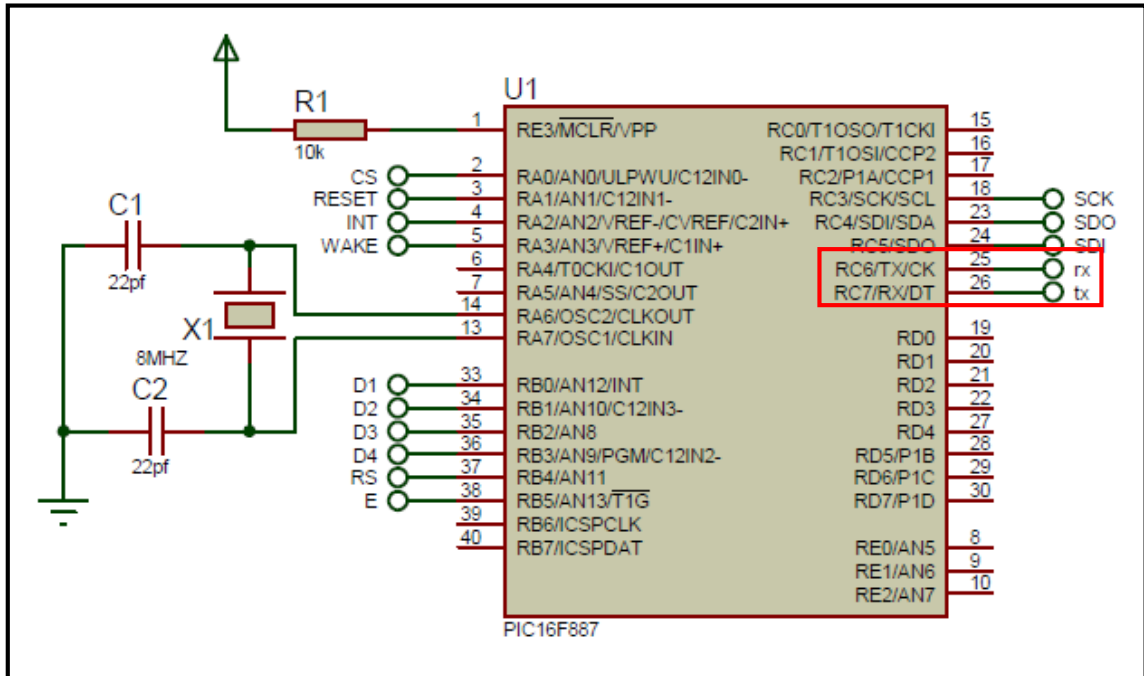 U1
R1
10k
1
RE3/MCLR/VPP
CS
2
RA0/AN0/ULPWU/C12IN0-
RESET
3
RA1/AN1/C12IN1-
INT
4
RA2/AN2/VREF-/CVREF/C2IN+
WAKE
5
RA3/AN3/VREF+/C1IN+
6
RA4/T0CKI/C1OUT
7
RA5/AN4/SS/C2OUT
14
RA6/OSC2/CLKOUT
13
RA7/OSC1/CLKIN
C1
22pf
X1
8MHZ
C2
22pf
D1
33
RB0/AN12/INT
D2
34
RB1/AN10/C12IN3-
D3
35
RB2/AN8
D4
36
RB3/AN9/PGM/C12IN2-
RS
37
RB4/AN11
E
38
RB5/AN13/T1G
39
RB6/ICSPCLK
40
RB7/ICSPDAT
RC0/T1OSO/T1CKI
15
RC1/T1OSI/CCP2
16
RC2/P1A/CCP1
17
RC3/SCK/SCL
18
SCK
RC4/SDI/SDA
23
SDO
RC5/SDO
24
SDI
RC6/TX/CK
25
rx
RC7/RX/DT
26
tx
RD0
19
RD1
20
RD2
21
RD3
22
RD4
27
RD5/P1B
28
RD6/P1C
29
RD7/P1D
30
RE0/AN5
8
RE1/AN6
9
RE2/AN7
10
PIC16F887